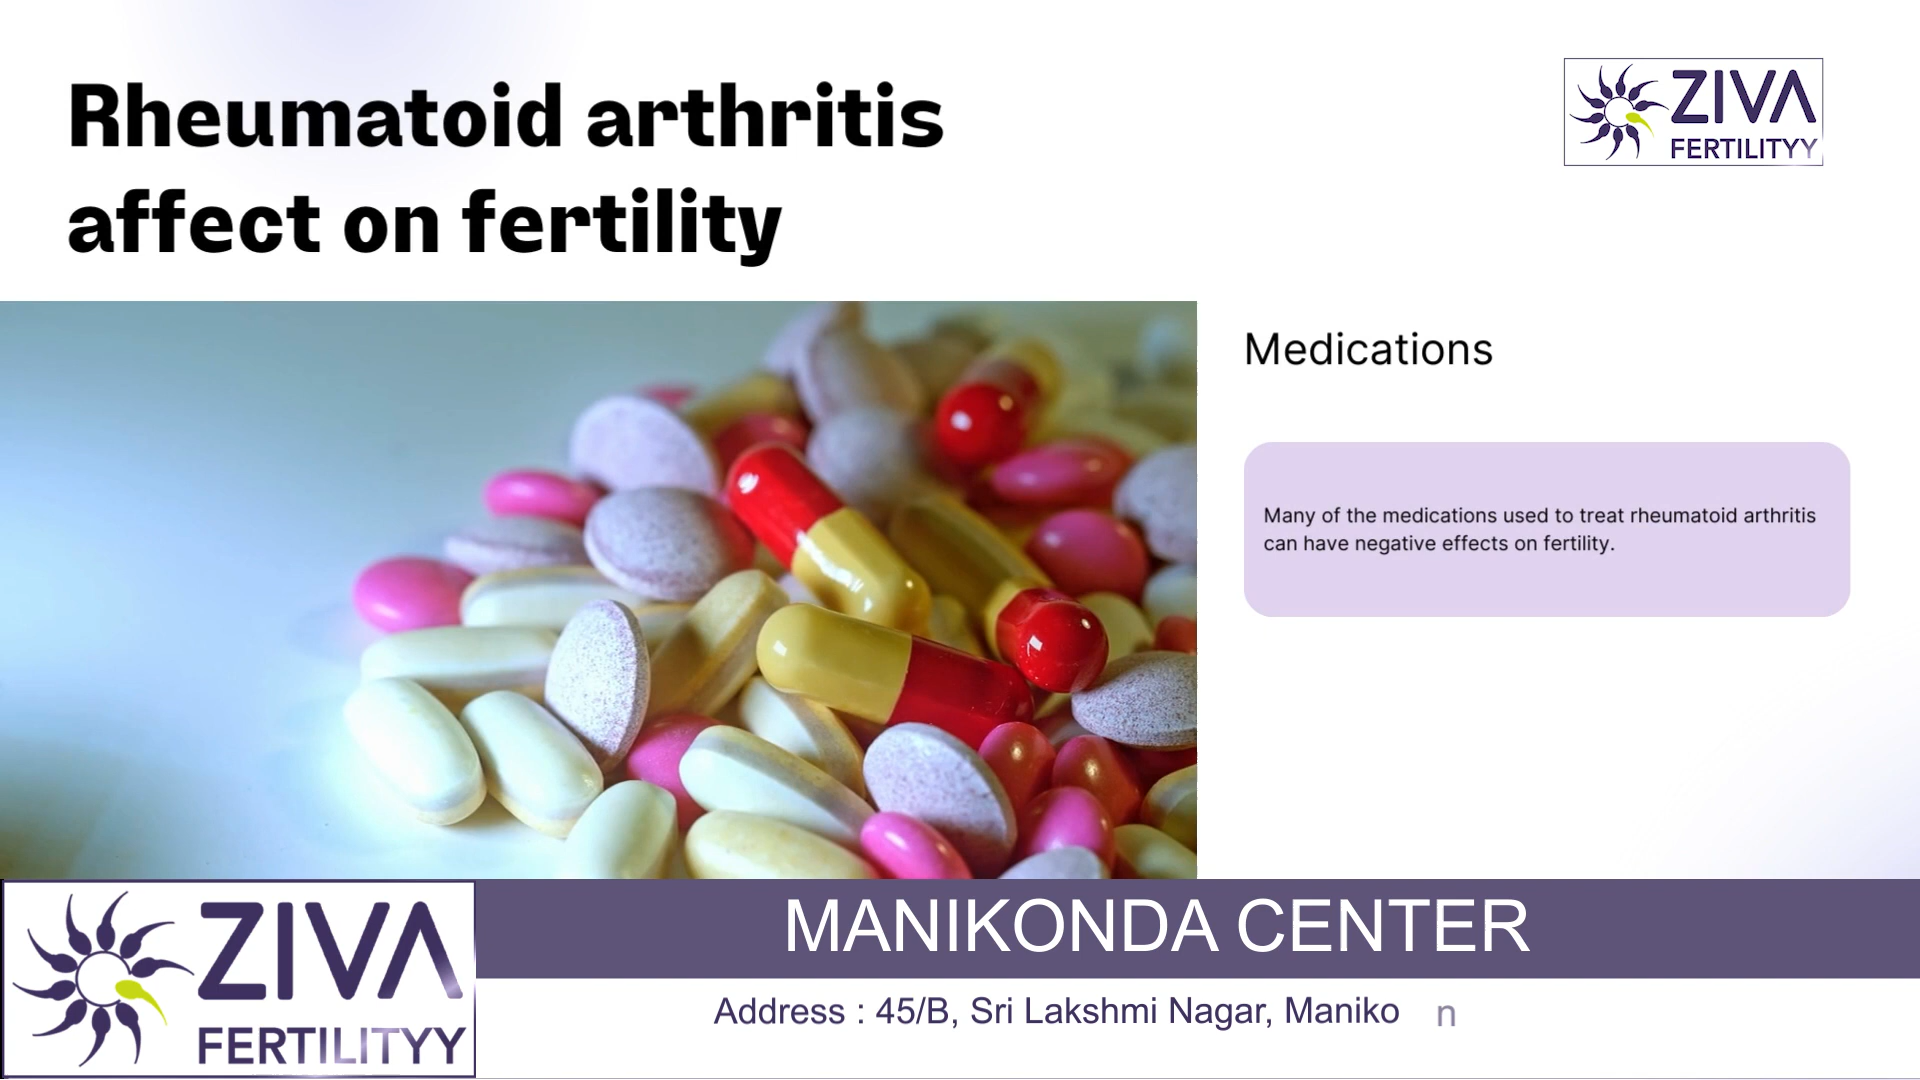 Rheumatoid arthritis
affect on fertility
ZIVA
FERTILITYY
Medications
Many of the medications used to treat rheumatoid arthritis
can have negative effects on fertility.
ZIVA
FERTILITYY
MANIKONDA CENTER
Address : 45/B, Sri Lakshmi Nagar, Maniko n